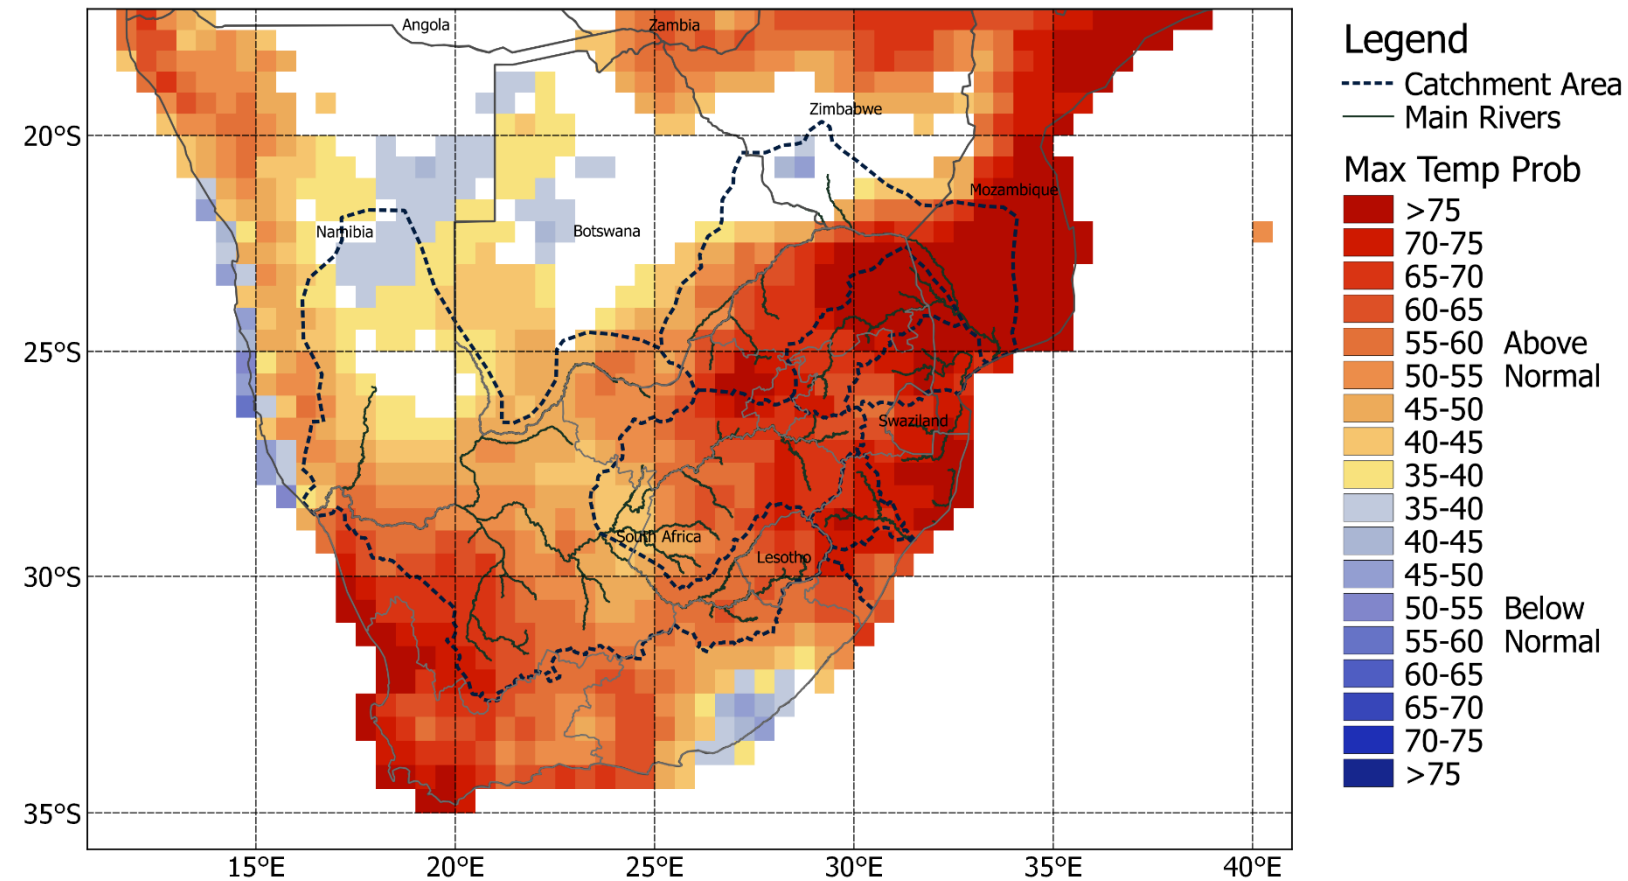 Angola
Zambia
Zimbabwe
Mozambique
Namibia
Botswana
Swaziland
South Africa
Lesotho
20°S
25°S
30°S
35°S
15°E
20°E
25°E
30°E
35°E
40°E
Legend
Catchment Area
Main Rivers
Max Temp Prob
>75
70-75
65-70
60-65
55-60 Above
50-55 Normal
45-50
40-45
35-40
35-40
40-45
45-50
50-55 Below
55-60 Normal
60-65
65-70
70-75
>75